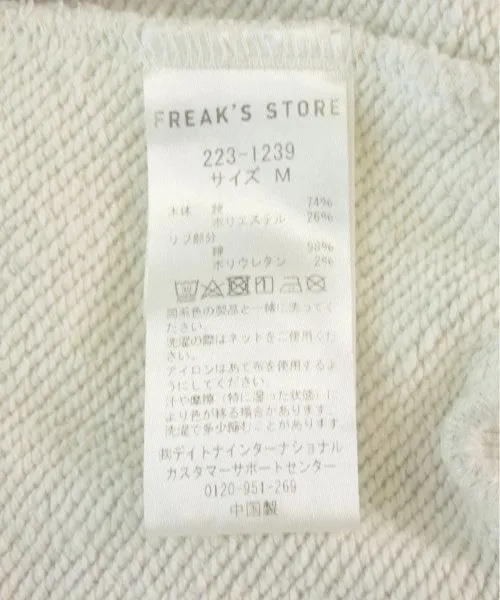 FREAK'S STORE
223-1239
サイズ M
本体 綿 74%
ポリエステル 26%
リブ部分
綿 98%
ポリウレタン 2%
同系色の製品と一緒に洗ってく
ださい。
洗濯の際はネットをご使用くだ
さい。
アイロンはあて布を使用するよ
うにしてください。
汗や摩擦（特に湿った状態）に
より色が移る場合があります。
洗濯で多少縮むことがあります。
㈱デイトナインターナショナル
カスタマーサポートセンター
0120-951-269
中国製